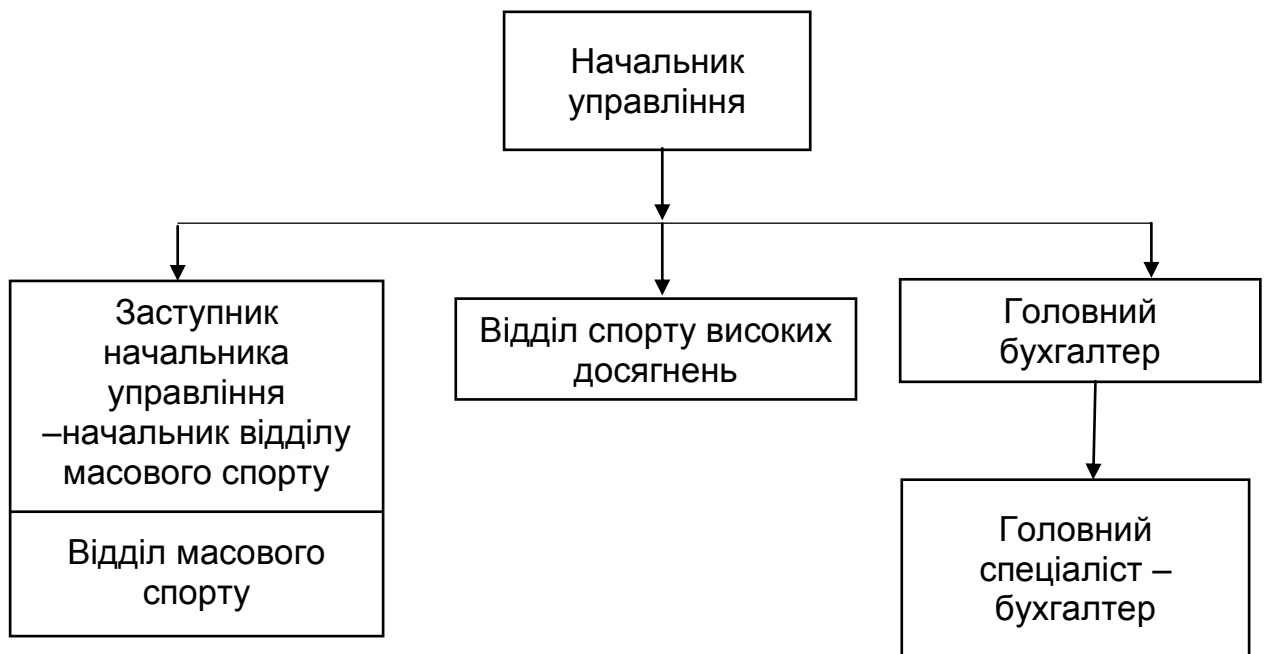 Начальник
управління
Заступник
начальника
управління
–начальник відділу
масового спорту
Відділ масового
спорту
Відділ спорту високих
досягнень
Головний
бухгалтер
Головний
спеціаліст –
бухгалтер